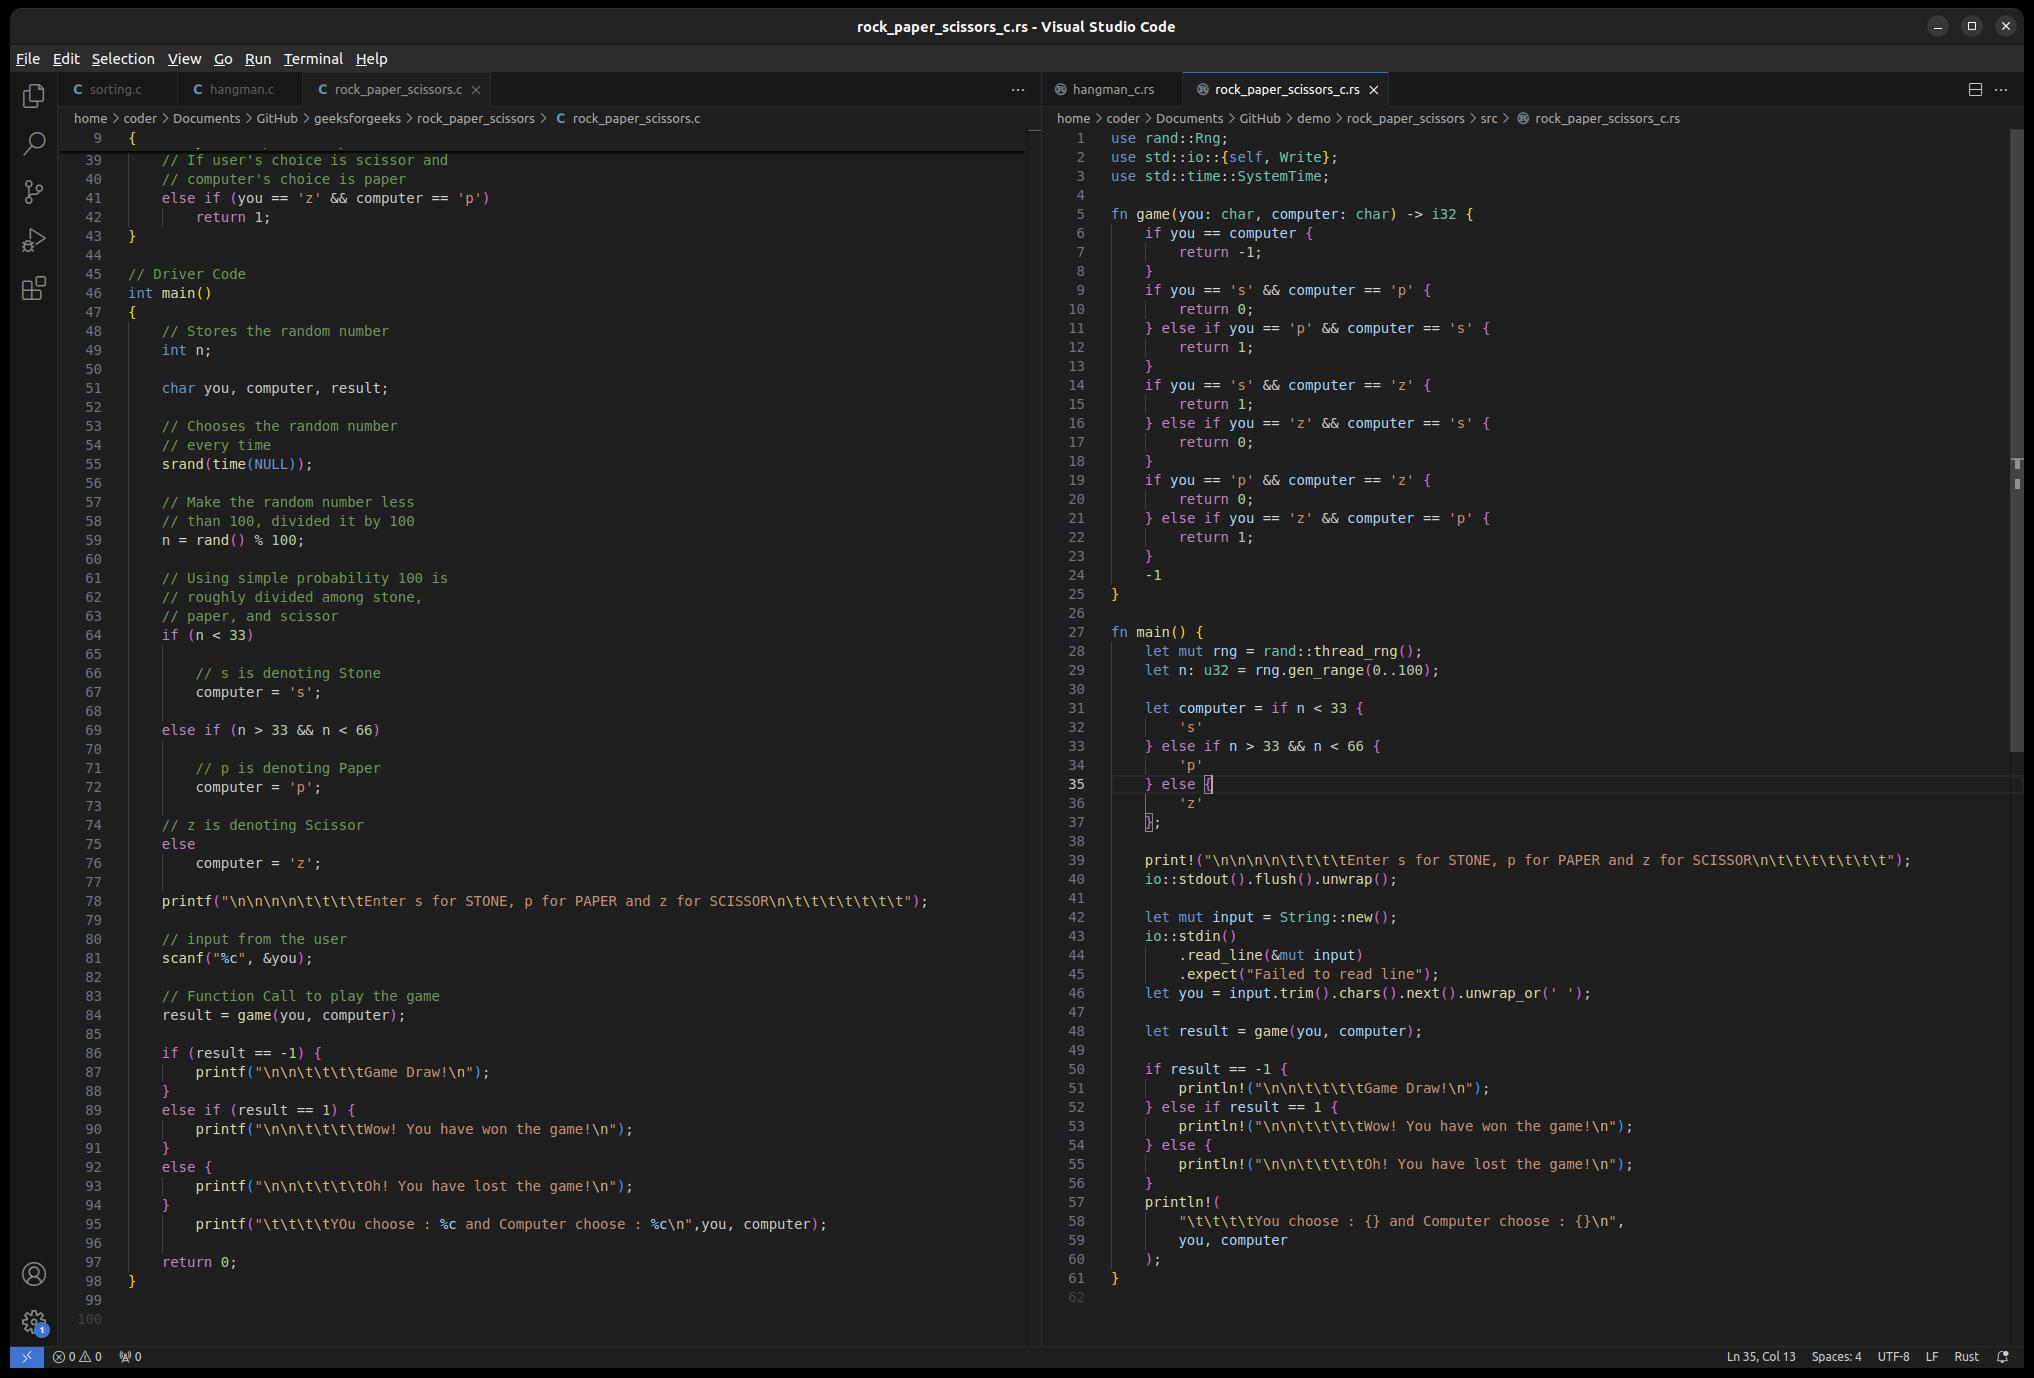 rock_paper_scissors_c.rs - Visual Studio Code
File Edit Selection View Go Run Terminal Help
sorting.c hangman.c rock_paper_scissors.c
home > coder > Documents > GitHub > geeksforgeeks > rock_paper_scissors > C rock_paper_scissors.c
9 {
39 // If user's choice is scissor and
40 // computer's choice is paper
41 else if (you == 'z' && computer == 'p')
42 return 1;
43 }
44
45 // Driver Code
46 int main()
47 {
48 // Stores the random number
49 int n;
50
51 char you, computer, result;
52
53 // Chooses the random number
54 // every time
55 srand(time(NULL));
56
57 // Make the random number less
58 // than 100, divided it by 100
59 n = rand() % 100;
60
61 // Using simple probability 100 is
62 // roughly divided among stone,
63 // paper, and scissor
64 if (n < 33)
65
66 // s is denoting Stone
67 computer = 's';
68
69 else if (n > 33 && n < 66)
70
71 // p is denoting Paper
72 computer = 'p';
73
74 // z is denoting Scissor
75 else
76 computer = 'z';
77
78 printf("\n\n\n\n\t\t\t\tEnter s for STONE, p for PAPER and z for SCISSOR\n\t\t\t\t\t\t\t");
79
80 // input from the user
81 scanf("%c", &you);
82
83 // Function Call to play the game
84 result = game(you, computer);
85
86 if (result == -1) {
87 printf("\n\n\t\t\t\tGame Draw!\n");
88 }
89 else if (result == 1) {
90 printf("\n\n\t\t\t\tWow! You have won the game!\n");
91 }
92 else {
93 printf("\n\n\t\t\t\tOh! You have lost the game!\n");
94 }
95 printf("\t\t\t\tYOu choose : %c and Computer choose : %c\n",you, computer);
96
97 return 0;
98 }
99
100
hangman_c.rs rock_paper_scissors_c.rs
home > coder > Documents > GitHub > demo > rock_paper_scissors > src > rock_paper_scissors_c.rs
1 use rand::Rng;
2 use std::io::{self, Write};
3 use std::time::SystemTime;
4
5 fn game(you: char, computer: char) -> i32 {
6 if you == computer {
7 return -1;
8 }
9 if you == 's' && computer == 'p' {
10 return 0;
11 } else if you == 'p' && computer == 's' {
12 return 1;
13 }
14 if you == 's' && computer == 'z' {
15 return 1;
16 } else if you == 'z' && computer == 's' {
17 return 0;
18 }
19 if you == 'p' && computer == 'z' {
20 return 0;
21 } else if you == 'z' && computer == 'p' {
22 return 1;
23 }
24 -1
25 }
26
27 fn main() {
28 let mut rng = rand::thread_rng();
29 let n: u32 = rng.gen_range(0..100);
30
31 let computer = if n < 33 {
32 's'
33 } else if n > 33 && n < 66 {
34 'p'
35 } else {
36 'z'
37 };
38
39 print!("\n\n\n\n\t\t\t\tEnter s for STONE, p for PAPER and z for SCISSOR\n\t\t\t\t\t\t\t");
40 io::stdout().flush().unwrap();
41
42 let mut input = String::new();
43 io::stdin()
44 .read_line(&mut input)
45 .expect("Failed to read line");
46 let you = input.trim().chars().next().unwrap_or(' ');
47
48 let result = game(you, computer);
49
50 if result == -1 {
51 println!("\n\n\t\t\t\tGame Draw!\n");
52 } else if result == 1 {
53 println!("\n\n\t\t\t\tWow! You have won the game!\n");
54 } else {
55 println!("\n\n\t\t\t\tOh! You have lost the game!\n");
56 }
57 println!(
58 "\t\t\t\tYou choose : {} and Computer choose : {}\n",
59 you, computer
60 );
61 }
62
0 0 0 Ln 35, Col 13 Spaces: 4 UTF-8 LF Rust
1